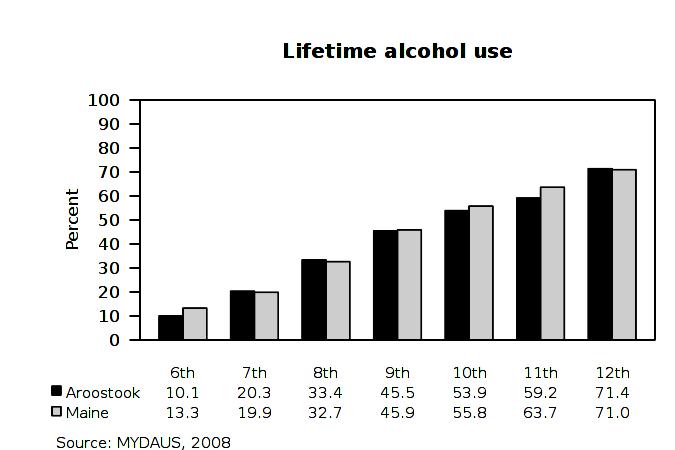 Lifetime alcohol use
100
90
80
70
60
50
40
30
20
10
0
Percent
6th 7th 8th 9th 10th 11th 12th
Aroostook 10.1 20.3 33.4 45.5 53.9 59.2 71.4
Maine 13.3 19.9 32.7 45.9 55.8 63.7 71.0
Source: MYDAUS, 2008